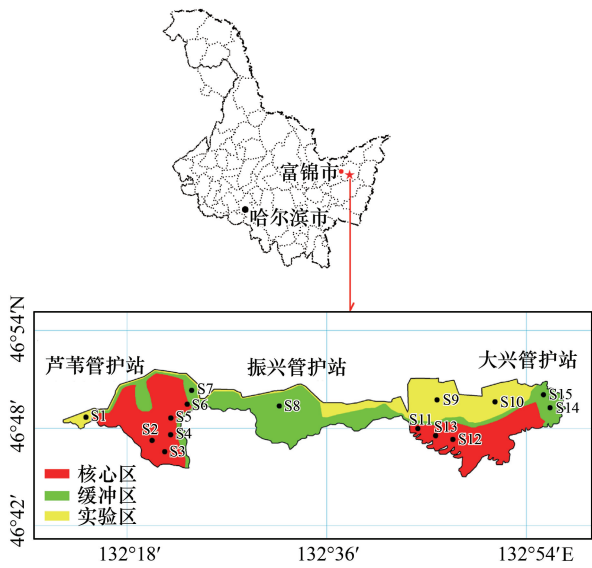 富锦市
哈尔滨市
芦苇管护站
振兴管护站
大兴管护站
46°54′N
46°48′
46°42′
S1
S2
S3
S4
S5
S6
S7
S8
S9
S10
S11
S13
S12
S15
S14
核心区
缓冲区
实验区
132°18′
132°36′
132°54′E